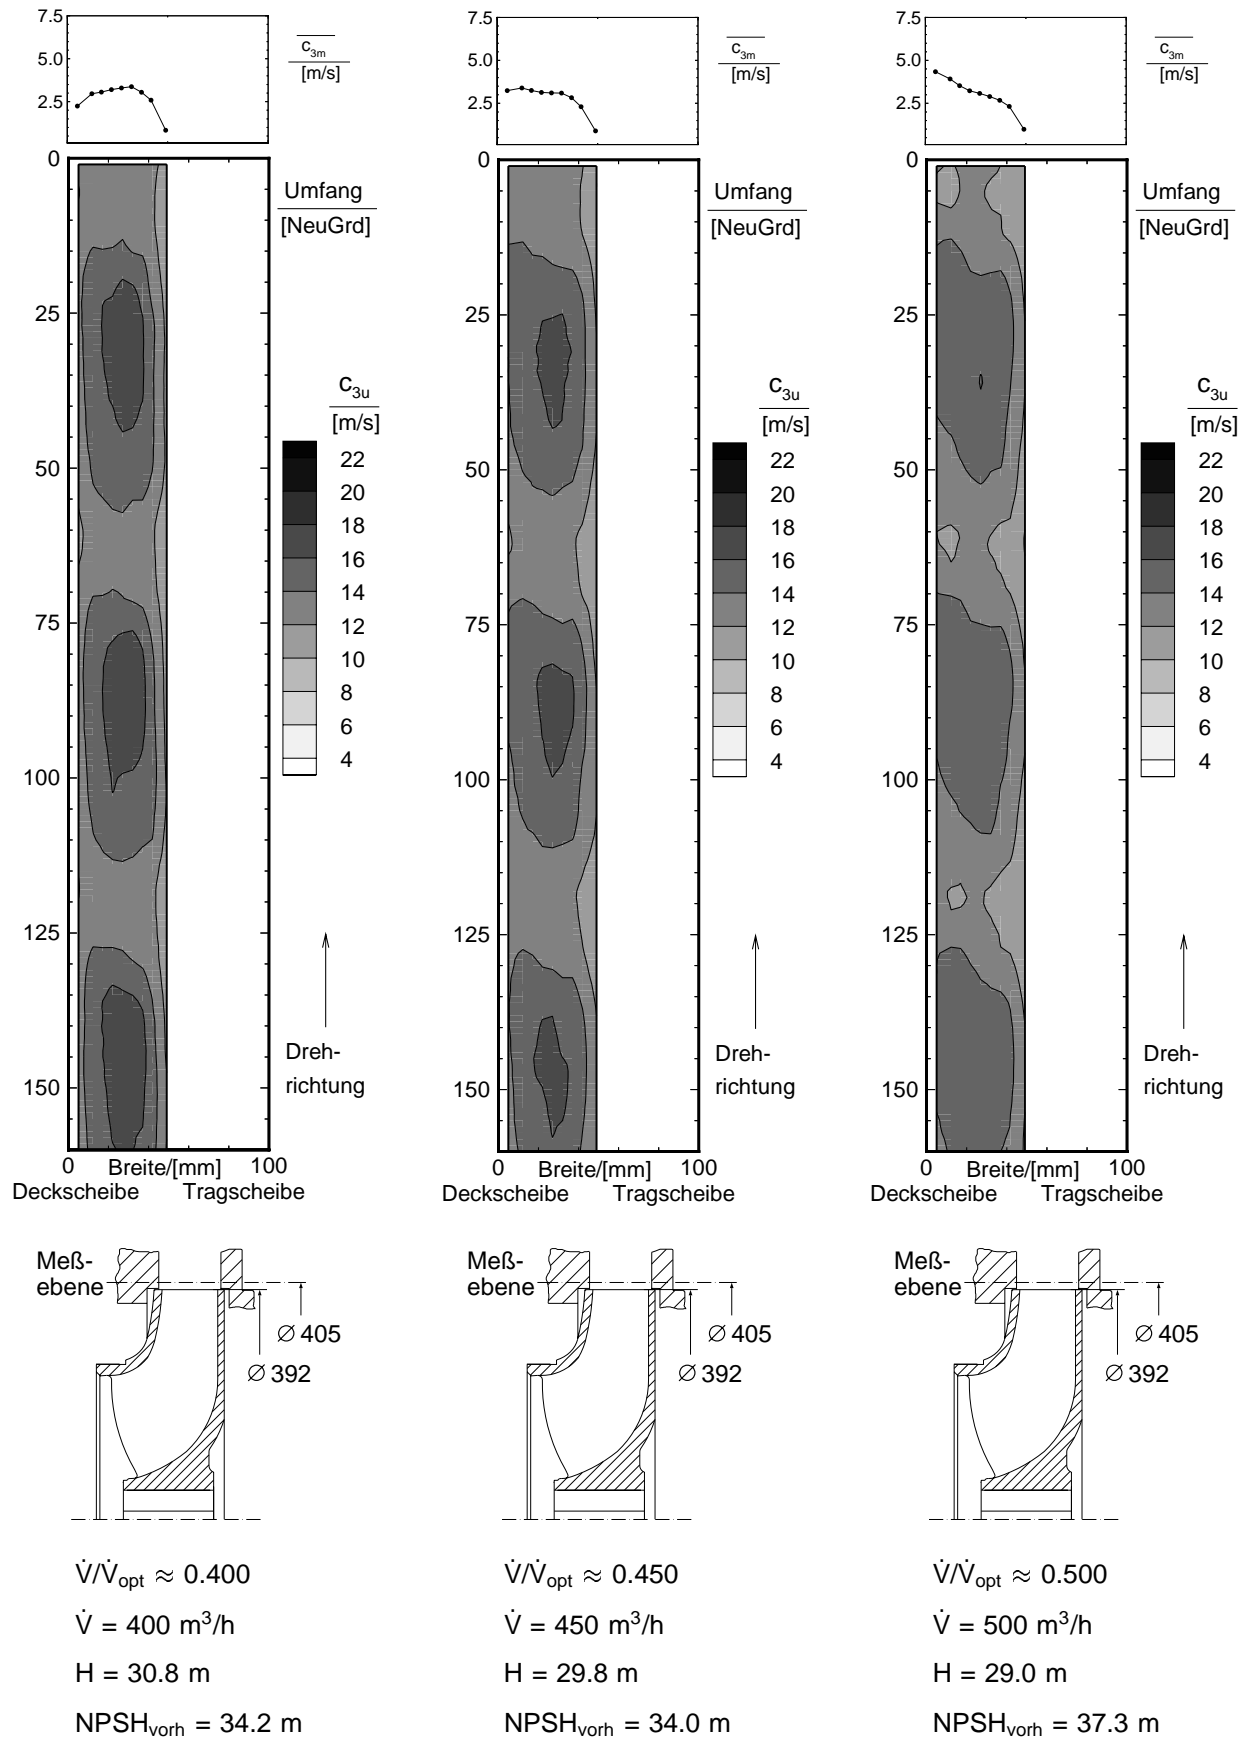 7.5
5.0
2.5
c3m
[m/s]
0
25
50
75
100
125
150
Umfang
[NeuGrd]
c3u
[m/s]
22
20
18
16
14
12
10
8
6
4
Dreh-
richtung
0 Breite/[mm] 100
Deckscheibe Tragscheibe
Meß-
ebene
∅ 405
∅ 392
V̇/V̇opt ≈ 0.400
V̇ = 400 m³/h
H = 30.8 m
NPSHvorh = 34.2 m
7.5
5.0
2.5
c3m
[m/s]
0
25
50
75
100
125
150
Umfang
[NeuGrd]
c3u
[m/s]
22
20
18
16
14
12
10
8
6
4
Dreh-
richtung
0 Breite/[mm] 100
Deckscheibe Tragscheibe
Meß-
ebene
∅ 405
∅ 392
V̇/V̇opt ≈ 0.450
V̇ = 450 m³/h
H = 29.8 m
NPSHvorh = 34.0 m
7.5
5.0
2.5
c3m
[m/s]
0
25
50
75
100
125
150
Umfang
[NeuGrd]
c3u
[m/s]
22
20
18
16
14
12
10
8
6
4
Dreh-
richtung
0 Breite/[mm] 100
Deckscheibe Tragscheibe
Meß-
ebene
∅ 405
∅ 392
V̇/V̇opt ≈ 0.500
V̇ = 500 m³/h
H = 29.0 m
NPSHvorh = 37.3 m